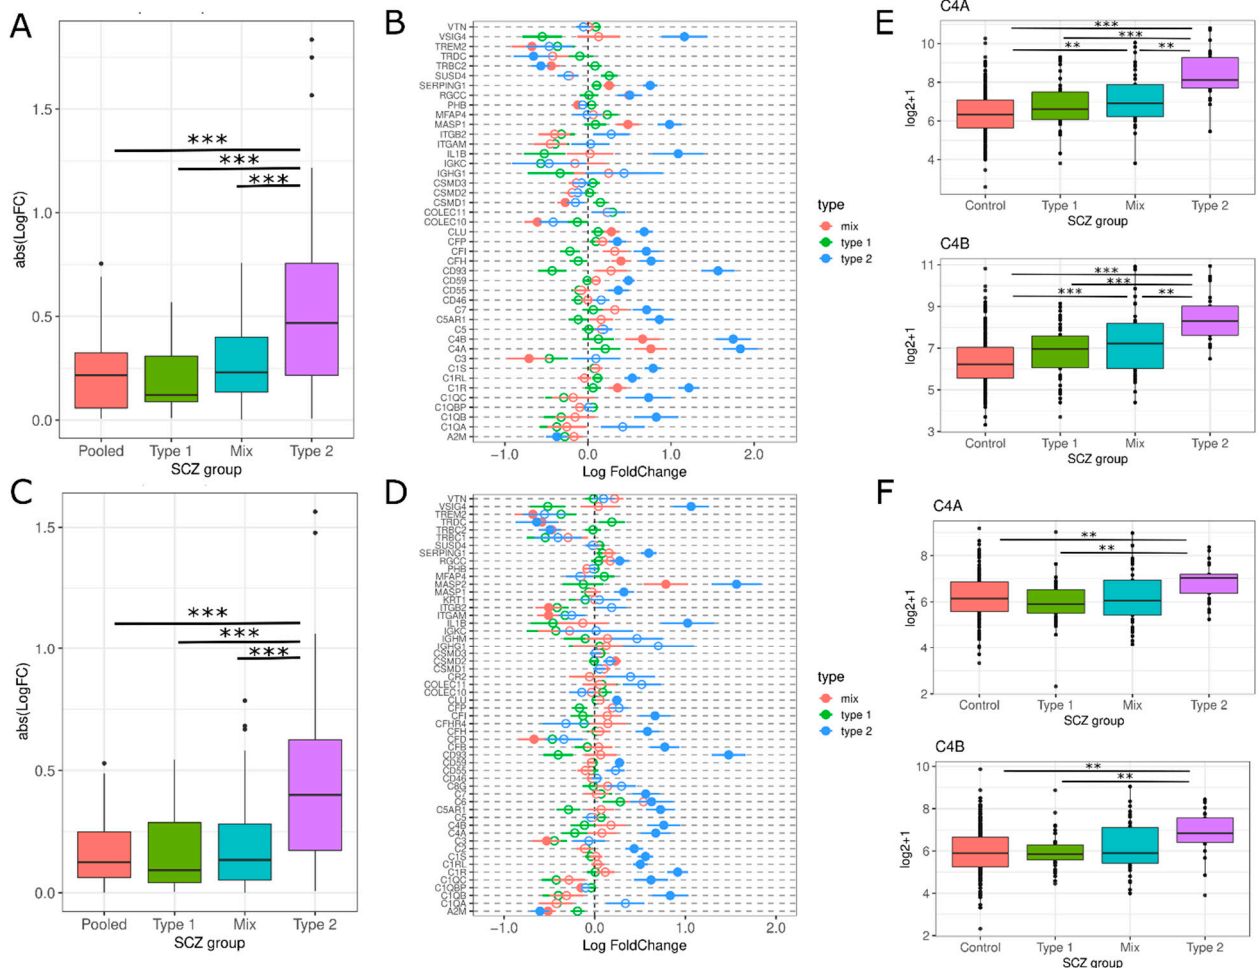 A
abs(LogFC)
1.5
1.0
0.5
0.0
***
***
***
Pooled Type 1 Mix Type 2
SCZ group
B
VTN
VSIG4
TREM2
TRDC
TRBC2
SUSD4
SERPING1
RGCC
PHB
MFAP4
MASP1
ITGB2
ITGAM
IL1B
IGKC
IGHG1
CSMD3
CSMD2
CSMD1
COLEC11
COLEC10
CLU
CFP
CFI
CFH
CD93
CD59
CD55
CD46
C7
C5AR1
C5
C4B
C4A
C3
C1S
C1RL
C1R
C1QC
C1QBP
C1QB
C1QA
A2M
-1.0 0.0 1.0 2.0
Log FoldChange
type
mix
type 1
type 2
E
C4A
log2+1
10
8
6
4
***
***
** **
Control Type 1 Mix Type 2
SCZ group
C4B
log2+1
11
9
7
5
3
***
***
*** **
Control Type 1 Mix Type 2
SCZ group
C
abs(LogFC)
1.5
1.0
0.5
0.0
***
***
***
Pooled Type 1 Mix Type 2
SCZ group
D
VTN
VSIG4
TREM2
TRDC
TRBC2
TRBC1
SUSD4
SERPING1
RGCC
PHB
MFAP4
MASP2
MASP1
KRT1
ITGB2
ITGAM
IL1B
IGKC
IGHM
IGHG1
CSMD3
CSMD2
CSMD1
CR2
COLEC11
COLEC10
CLU
CFP
CFI
CFHR4
CFH
CFD
CFB
CD93
CD59
CD55
CD46
C8G
C7
C6
C5AR1
C5
C4B
C4A
C3
C2
C1S
C1RL
C1R
C1QC
C1QBP
C1QB
C1QA
A2M
-1.0 0.0 1.0 2.0
Log FoldChange
type
mix
type 1
type 2
F
C4A
log2+1
8
6
4
2
**
**
Control Type 1 Mix Type 2
SCZ group
C4B
log2+1
10
8
6
4
2
**
**
Control Type 1 Mix Type 2
SCZ group